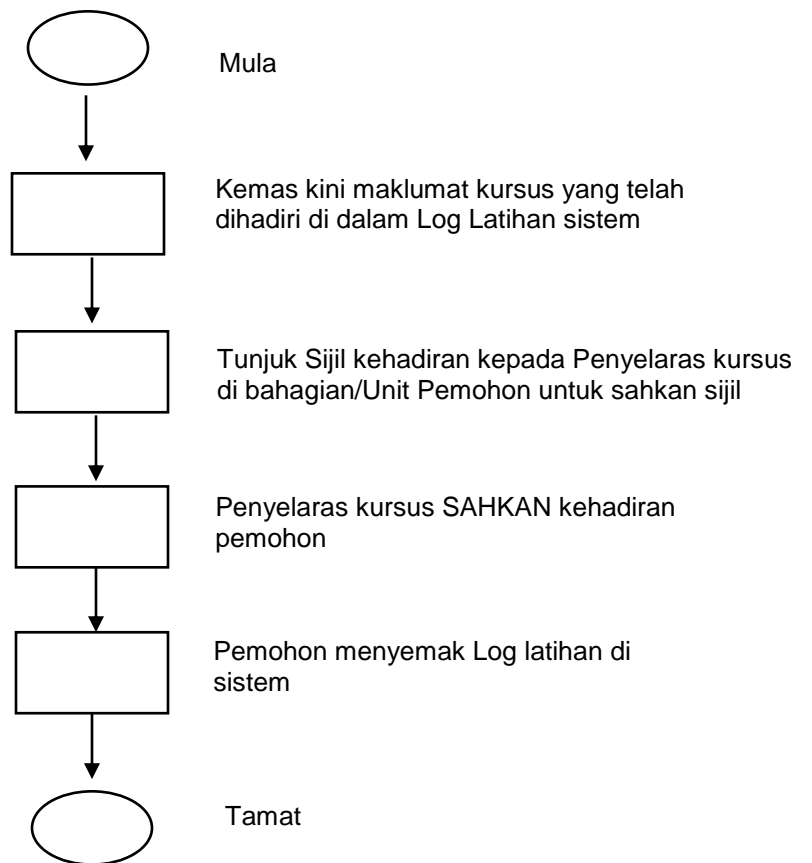 Mula
Kemas kini maklumat kursus yang telah
dihadiri di dalam Log Latihan sistem
Tunjuk Sijil kehadiran kepada Penyelaras kursus
di bahagian/Unit Pemohon untuk sahkan sijil
Penyelaras kursus SAHKAN kehadiran
pemohon
Pemohon menyemak Log latihan di
sistem
Tamat